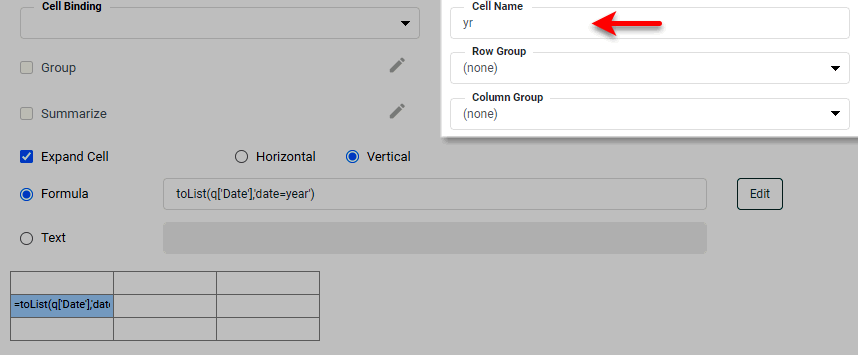 Cell Binding
Cell Name
yr
Row Group
(none)
Group
Column Group
(none)
Summarize
Expand Cell
Horizontal
Vertical
Formula
toList(q['Date'],'date=year')
Edit
Text
=toList(q['Date'],'dat